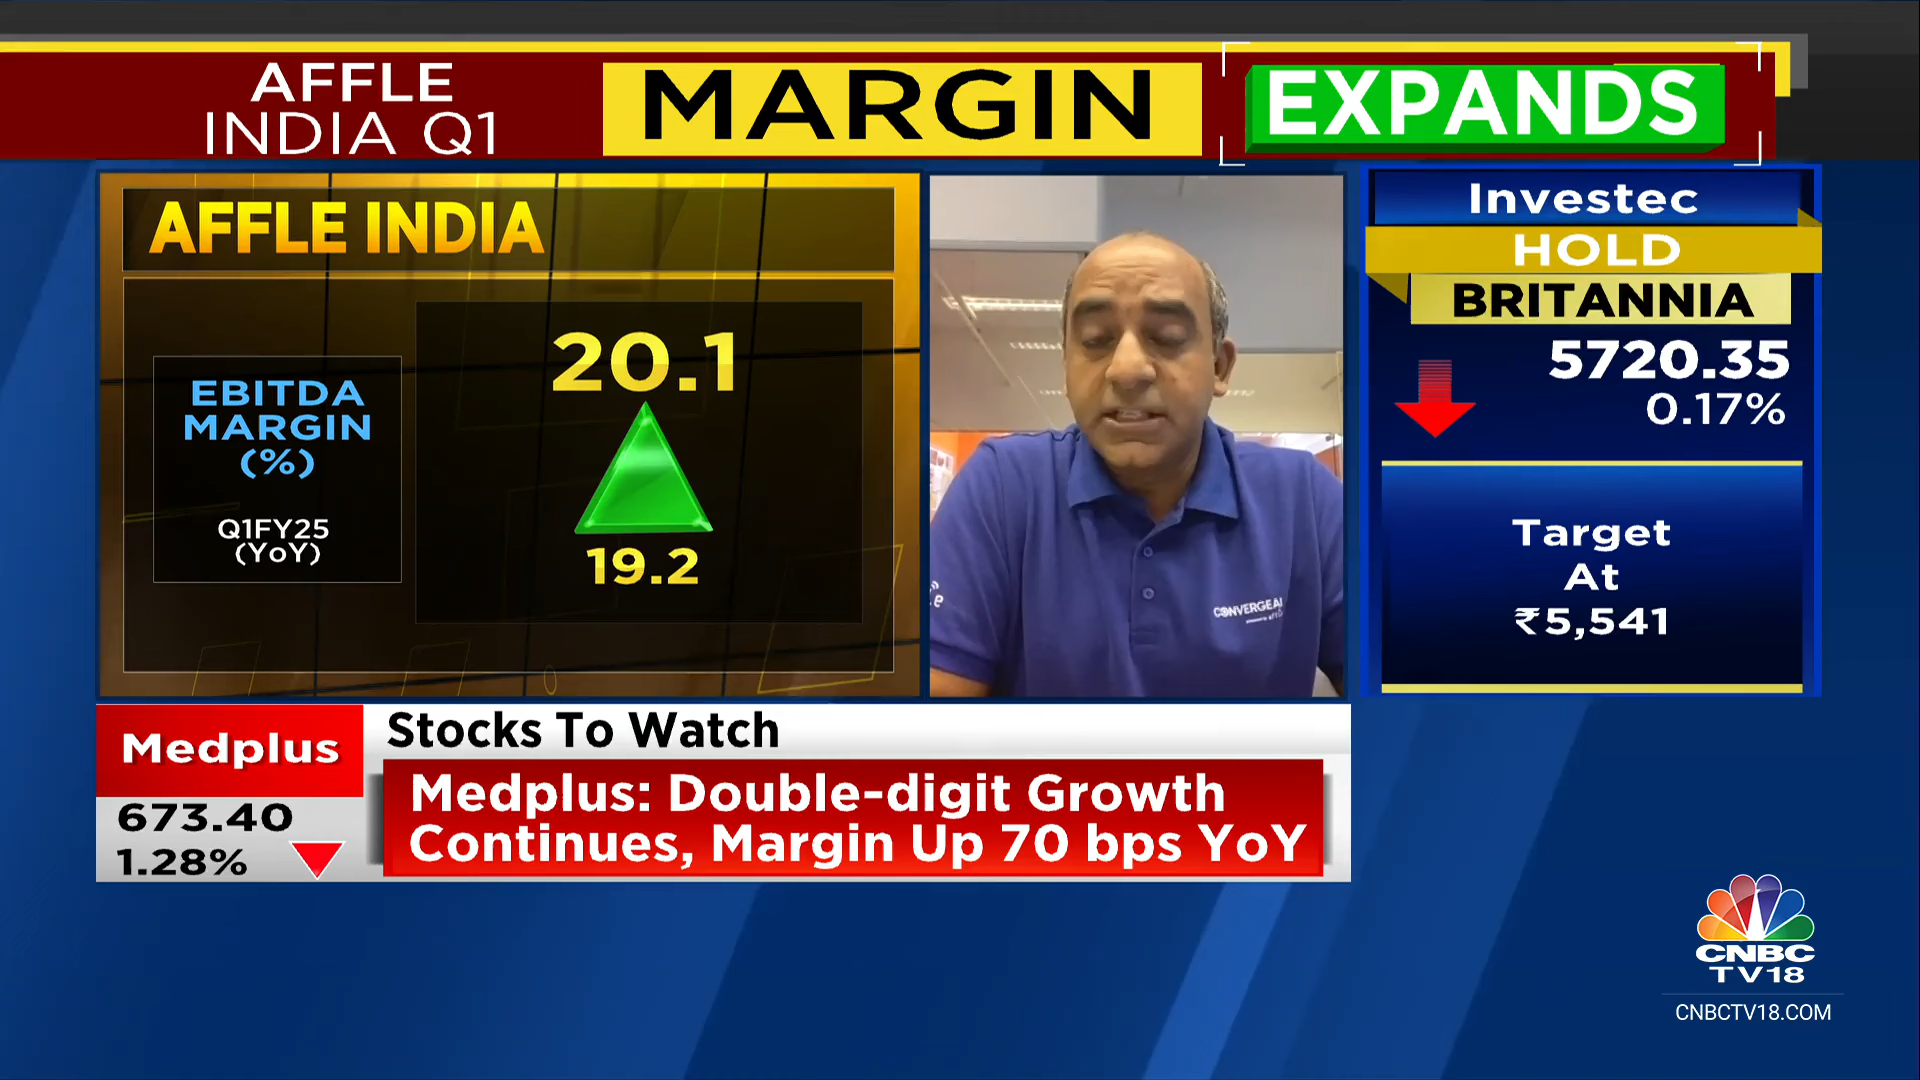 AFFLE
INDIA Q1
MARGIN
EXPANDS
AFFLE INDIA
EBITDA
MARGIN
(%)
Q1FY25
(YoY)
20.1
19.2
Investec
HOLD
BRITANNIA
5720.35
0.17%
Target
At
₹5,541
Medplus
673.40
1.28%
Stocks To Watch
Medplus: Double-digit Growth
Continues, Margin Up 70 bps YoY
CNBC
TV18
CNBCTV18.COM